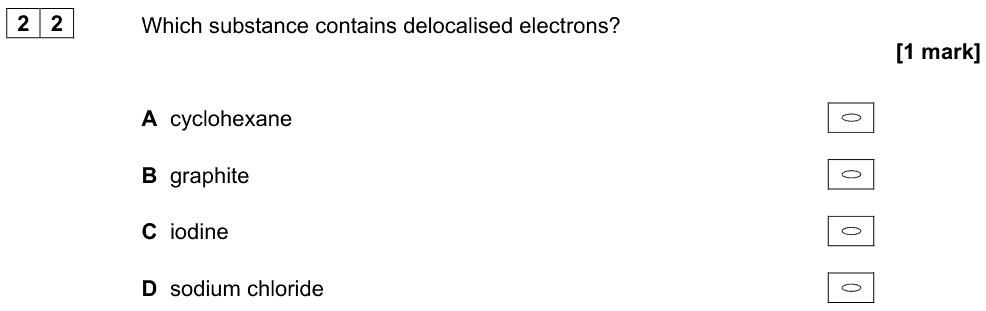 2 2 Which substance contains delocalised electrons?
[1 mark]
A cyclohexane
B graphite
C iodine
D sodium chloride